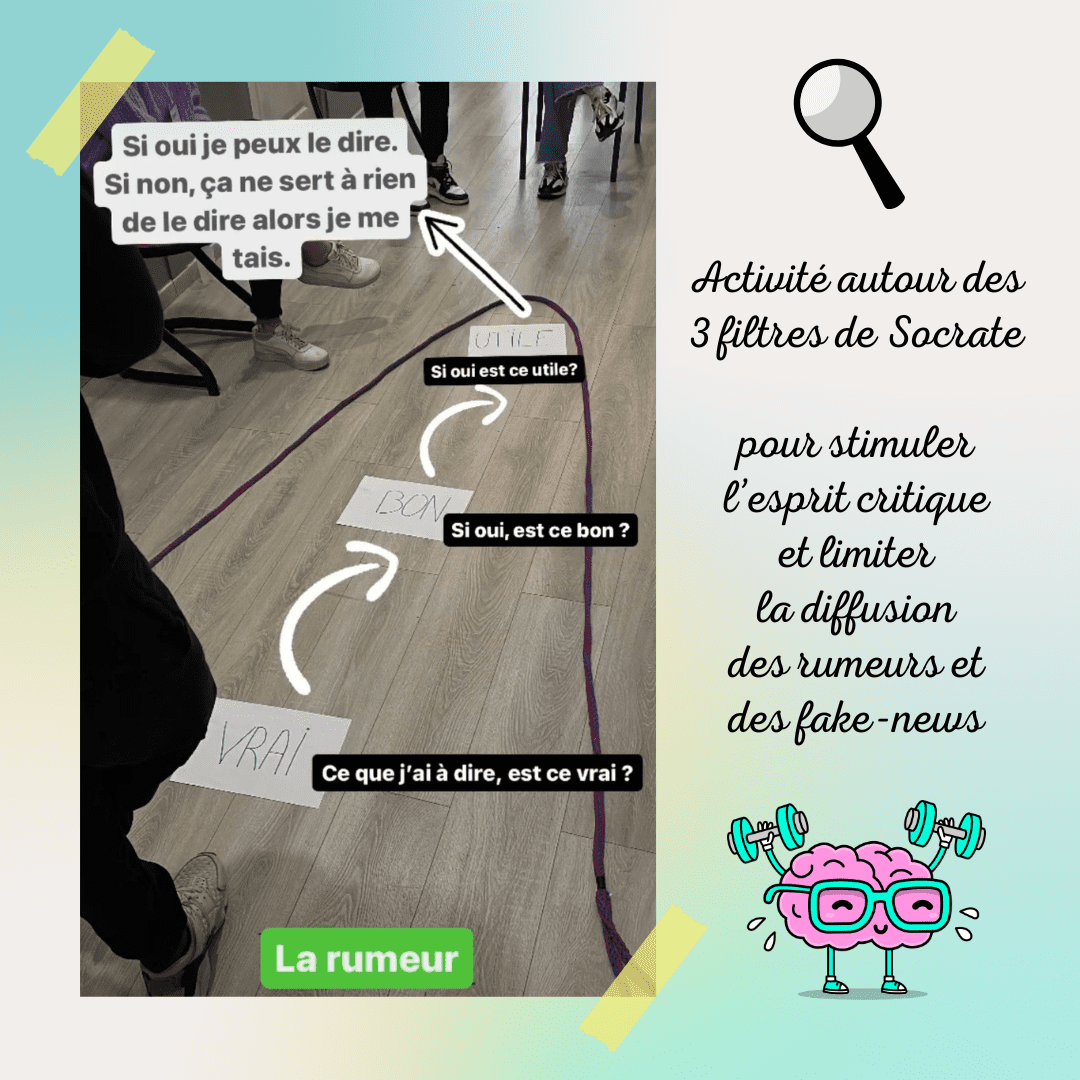 Si oui je peux le dire.
Si non, ça ne sert à rien
de le dire alors je me
tais.
UTILE
Si oui est ce utile?
BON
Si oui, est ce bon ?
VRAI
Ce que j'ai à dire, est ce vrai ?
La rumeur
Activité autour des
3 filtres de Socrate
pour stimuler
l'esprit critique
et limiter
la diffusion
des rumeurs et
des fake-news